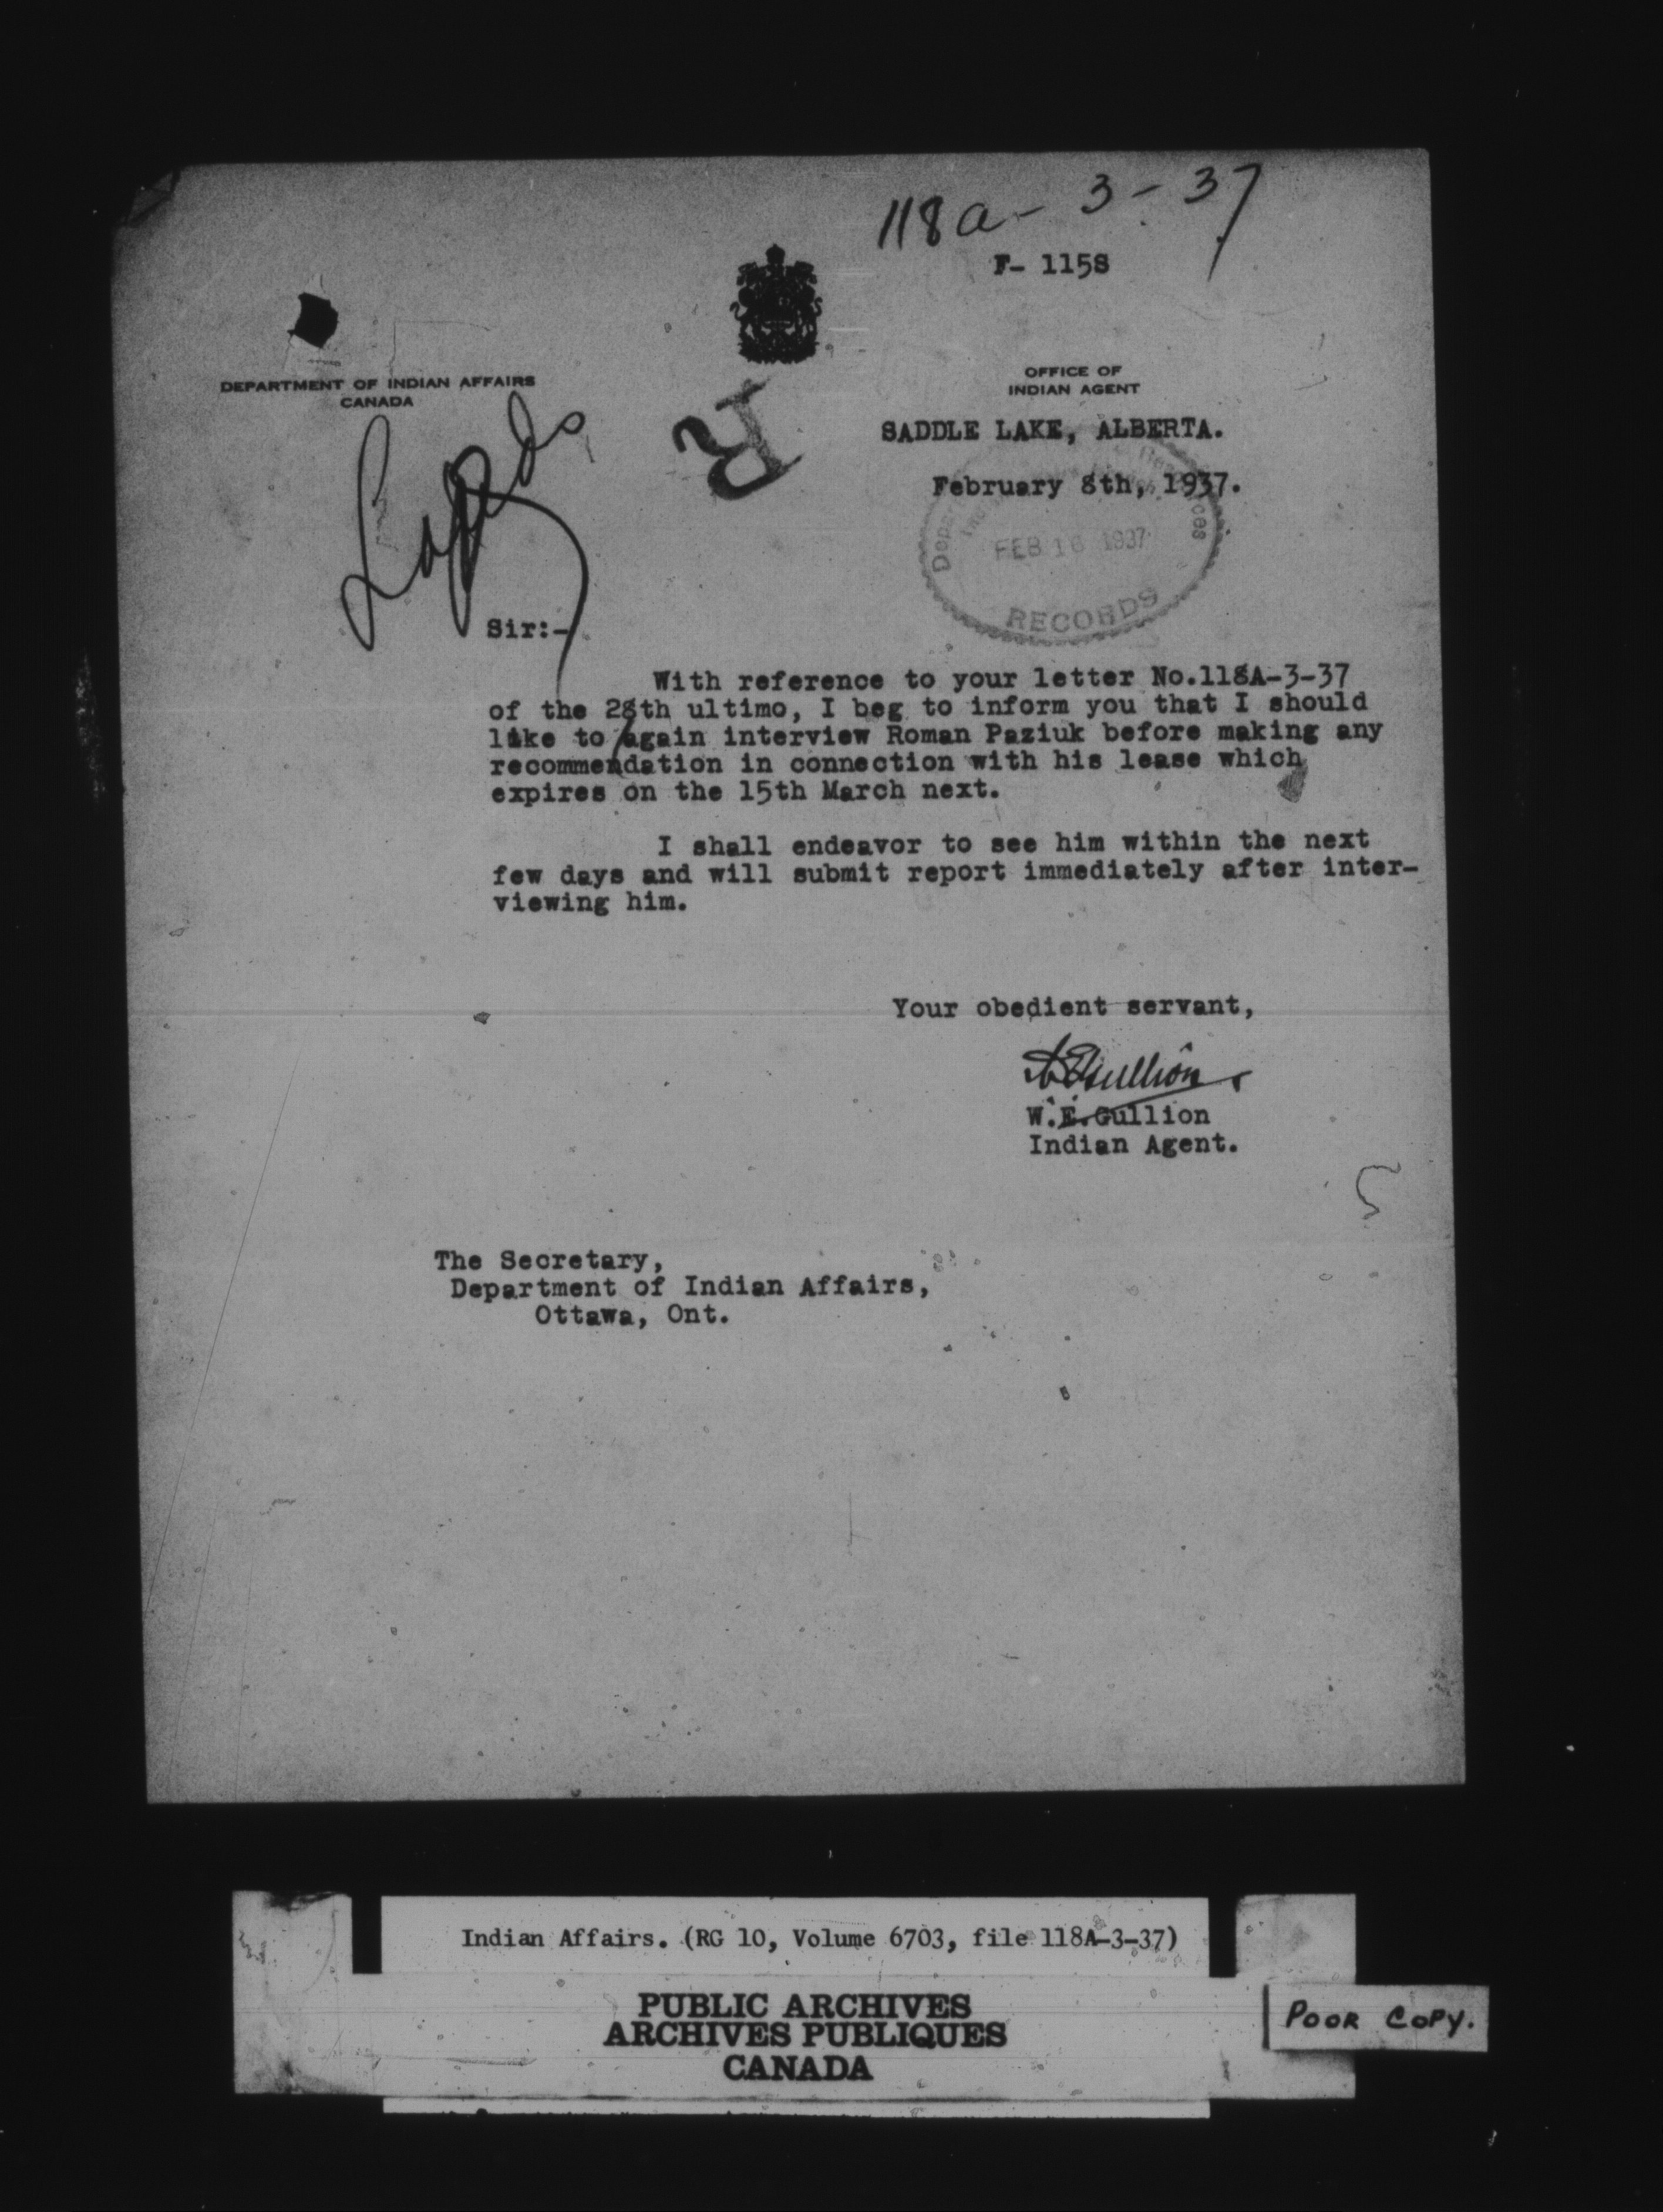 118a-3-37
F- 1158
DEPARTMENT OF INDIAN AFFAIRS
CANADA
OFFICE OF
INDIAN AGENT
R
SADDLE LAKE, ALBERTA.
February 8th, 1937.
FEB 16 1937
RECORDS
Sir:-
With reference to your letter No.118A-3-37
of the 28th ultimo, I beg to inform you that I should
like to again interview Roman Paziuk before making any
recommendation in connection with his lease which
expires on the 15th March next.
I shall endeavor to see him within the next
few days and will submit report immediately after inter-
viewing him.
Your obedient servant,
W.E.Gullion
Indian Agent.
The Secretary,
Department of Indian Affairs,
Ottawa, Ont.
Indian Affairs. (RG 10, Volume 6703, file 118A-3-37)
PUBLIC ARCHIVES
ARCHIVES PUBLIQUES
CANADA
POOR COPY.